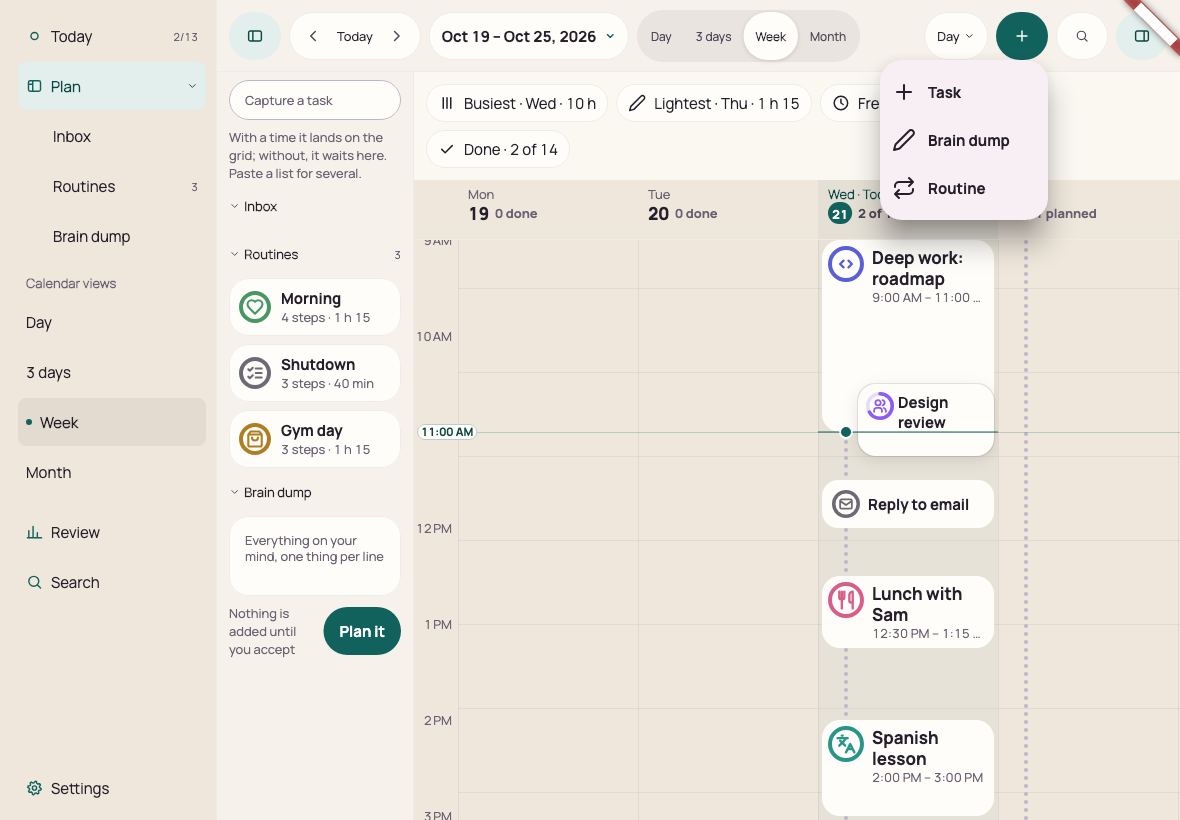 Today 2/13
Plan
Inbox
Routines 3
Brain dump
Calendar views
Day
3 days
Week
Month
Review
Search
Settings
Today
Oct 19 – Oct 25, 2026
Day 3 days Week Month
Day
Task
Brain dump
Routine
Capture a task
With a time it lands on the
grid; without, it waits here.
Paste a list for several.
Inbox
Routines 3
Morning
4 steps · 1 h 15
Shutdown
3 steps · 40 min
Gym day
3 steps · 1 h 15
Brain dump
Everything on your
mind, one thing per line
Nothing is
added until
you accept
Plan it
Busiest · Wed · 10 h
Lightest · Thu · 1 h 15
Done · 2 of 14
Mon
19 0 done
Tue
20 0 done
Wed
21 2 of
planned
9 AM
10 AM
11:00 AM
12 PM
1 PM
2 PM
3 PM
Deep work:
roadmap
9:00 AM – 11:00 …
Design
review
Reply to email
Lunch with
Sam
12:30 PM – 1:15 …
Spanish
lesson
2:00 PM – 3:00 PM